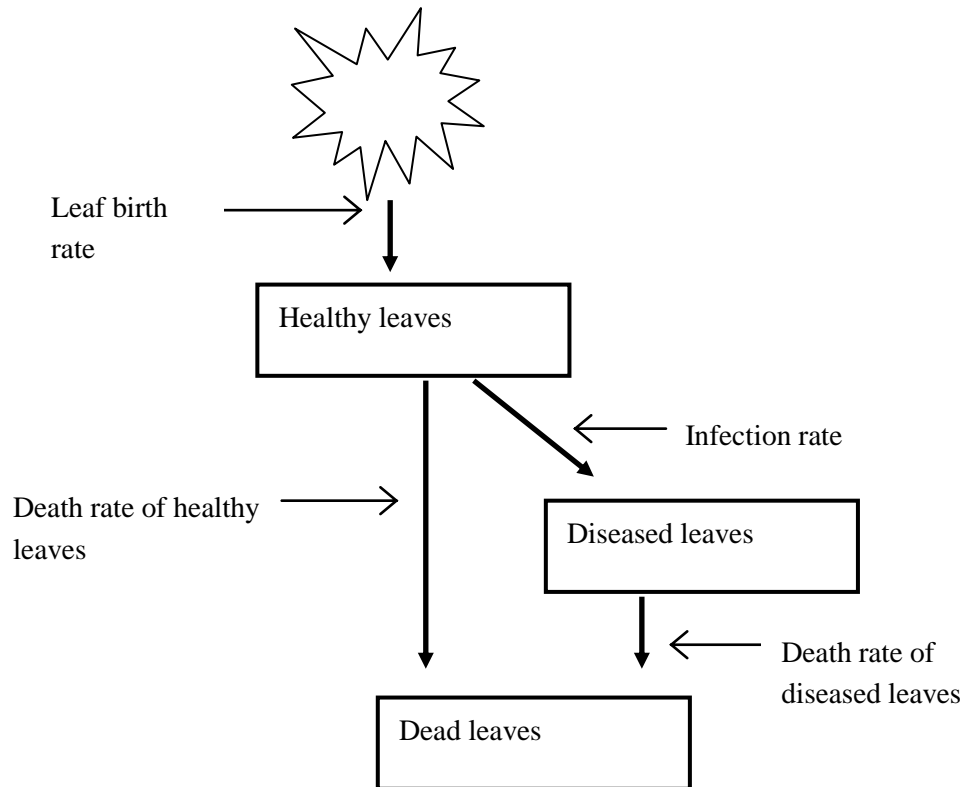 Leaf birth
rate
Healthy leaves
Infection rate
Death rate of healthy
leaves
Diseased leaves
Death rate of
diseased leaves
Dead leaves